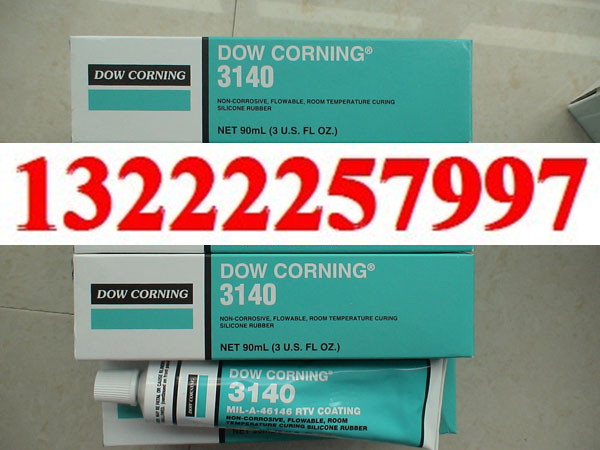 DOW CORNING
DOW CORNING®
3140
NON-CORROSIVE, FLOWABLE, ROOM TEMPERATURE CURING
SILICONE RUBBER
NET 90mL (3 U.S. FL OZ.)
13222257997
DOW CORNING
DOW CORNING®
3140
NON-CORROSIVE, FLOWABLE, ROOM TEMPERATURE CURING
SILICONE RUBBER
NET 90mL (3 U.S. FL OZ.)
DOW CORNING
DOW CORNING®
3140
MIL-A-46146 RTV COATING
NON-CORROSIVE, FLOWABLE, ROOM
TEMPERATURE CURING SILICONE RUBBER